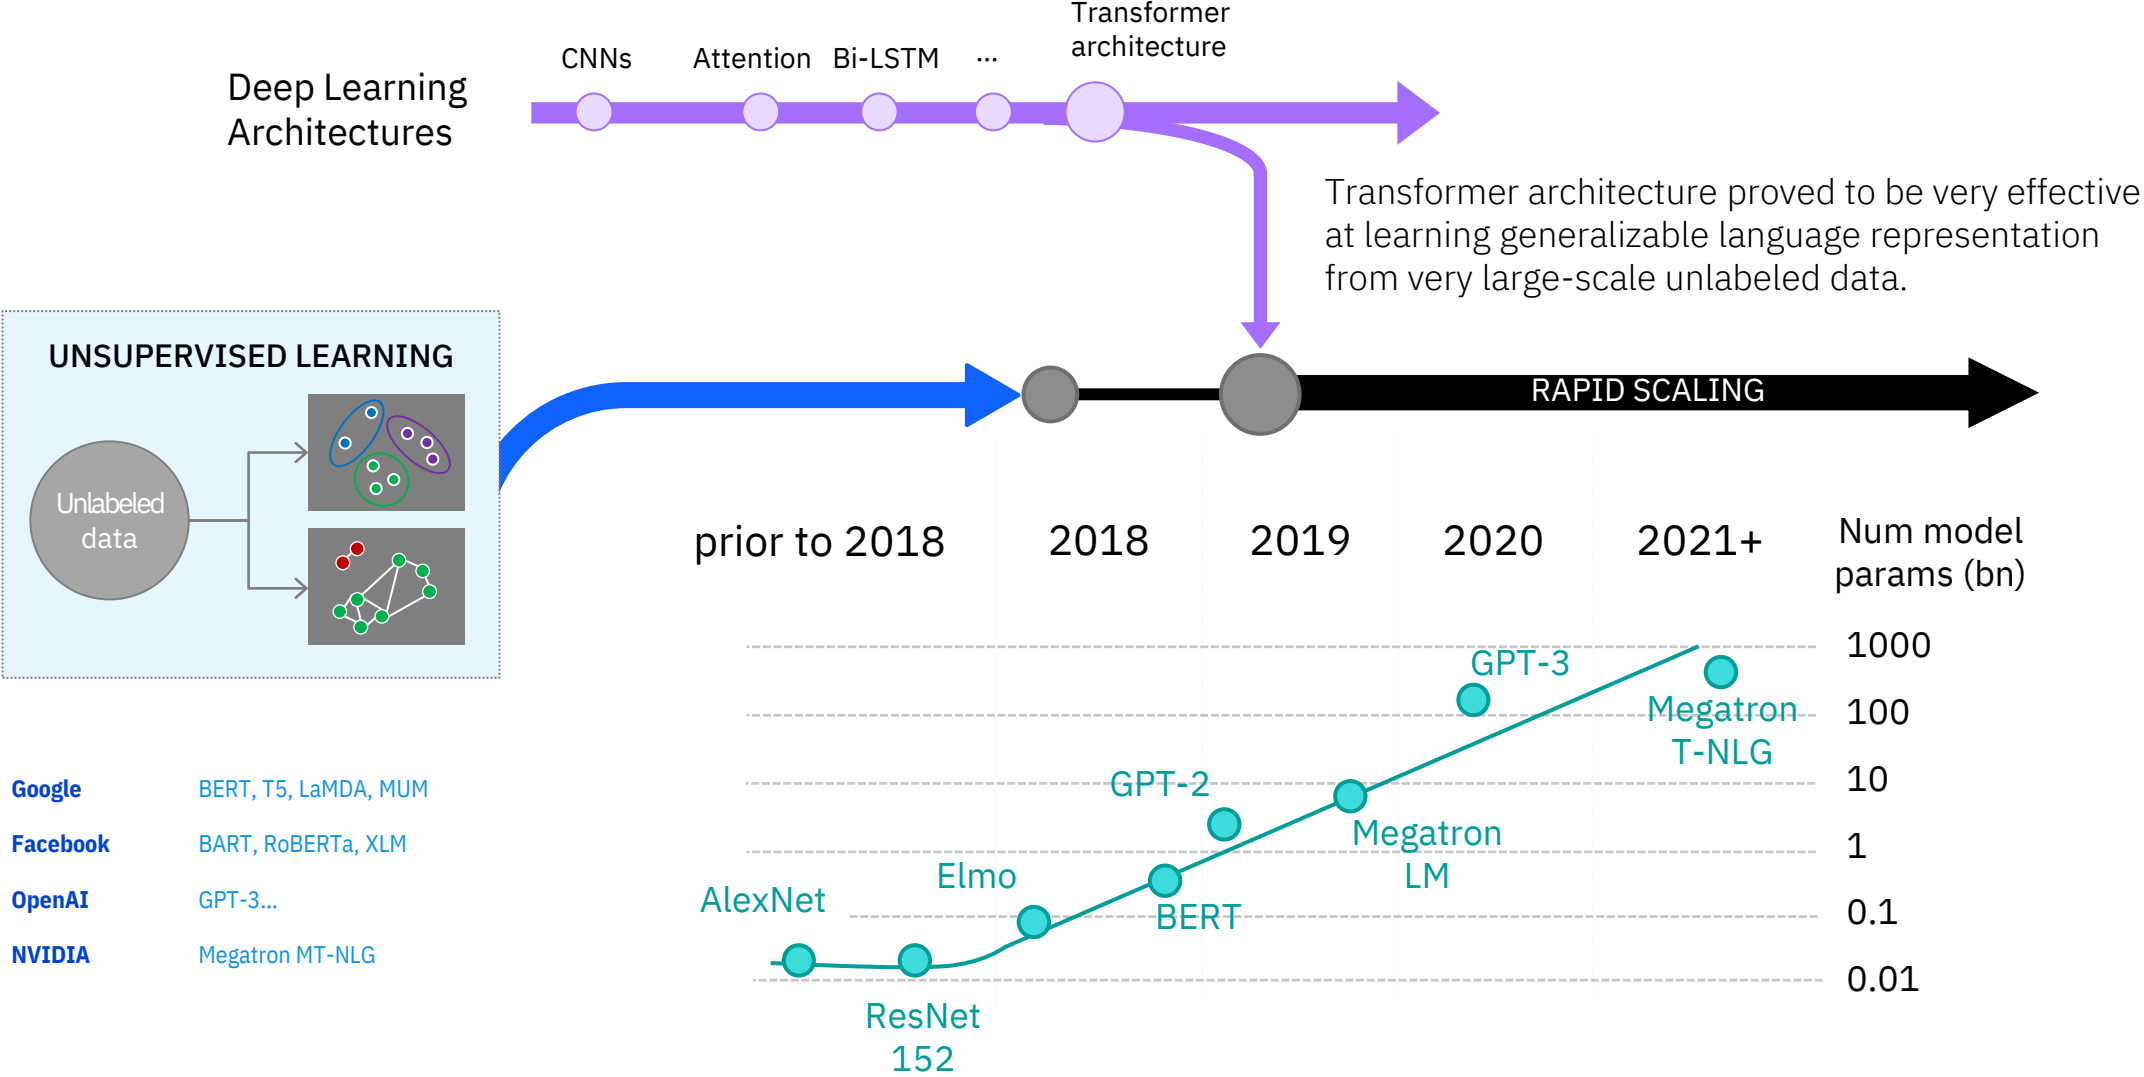 Transformer
architecture
CNNs
Attention
Bi-LSTM
...
Deep Learning
Architectures
Transformer architecture proved to be very effective
at learning generalizable language representation
from very large-scale unlabeled data.
UNSUPERVISED LEARNING
Unlabeled
data
RAPID SCALING
prior to 2018
2018
2019
2020
2021+
Num model
params (bn)
1000
100
10
1
0.1
0.01
GPT-3
Megatron
T-NLG
GPT-2
Megatron
LM
Elmo
BERT
AlexNet
ResNet
152
Google BERT, T5, LaMDA, MUM
Facebook BART, RoBERTa, XLM
OpenAI GPT-3...
NVIDIA Megatron MT-NLG